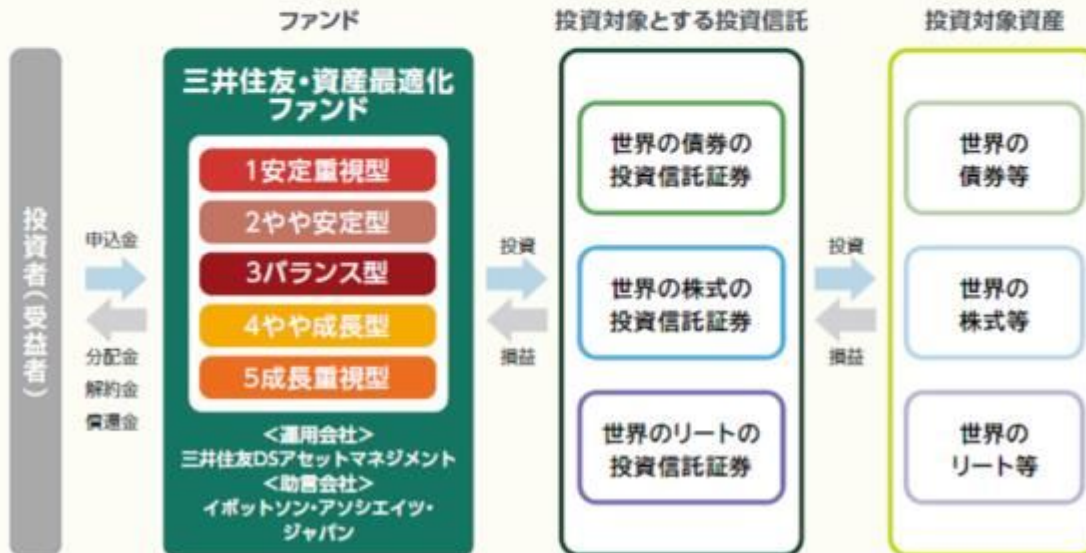 ファンド
投資対象とする投資信託
投資対象資産
投資者(受益者)
申込金
分配金
解約金
償還金
三井住友・資産最適化
ファンド
1安定重視型
2やや安定型
3バランス型
4やや成長型
5成長重視型
<運用会社>
三井住友DSアセットマネジメント
<助言会社>
イボットソン・アソシエイツ・
ジャパン
投資
損益
世界の債券の
投資信託証券
世界の株式の
投資信託証券
世界のリートの
投資信託証券
投資
損益
世界の
債券等
世界の
株式等
世界の
リート等